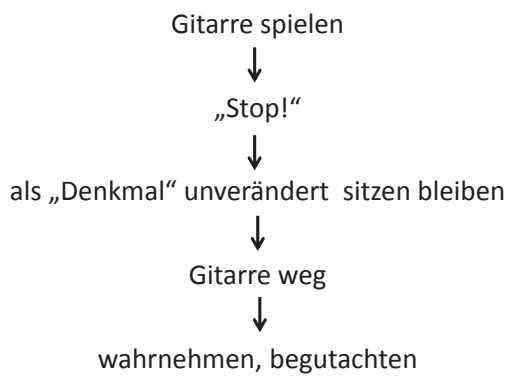 Gitarre spielen
„Stop!“
als „Denkmal“ unverändert sitzen bleiben
Gitarre weg
wahrnehmen, begutachten